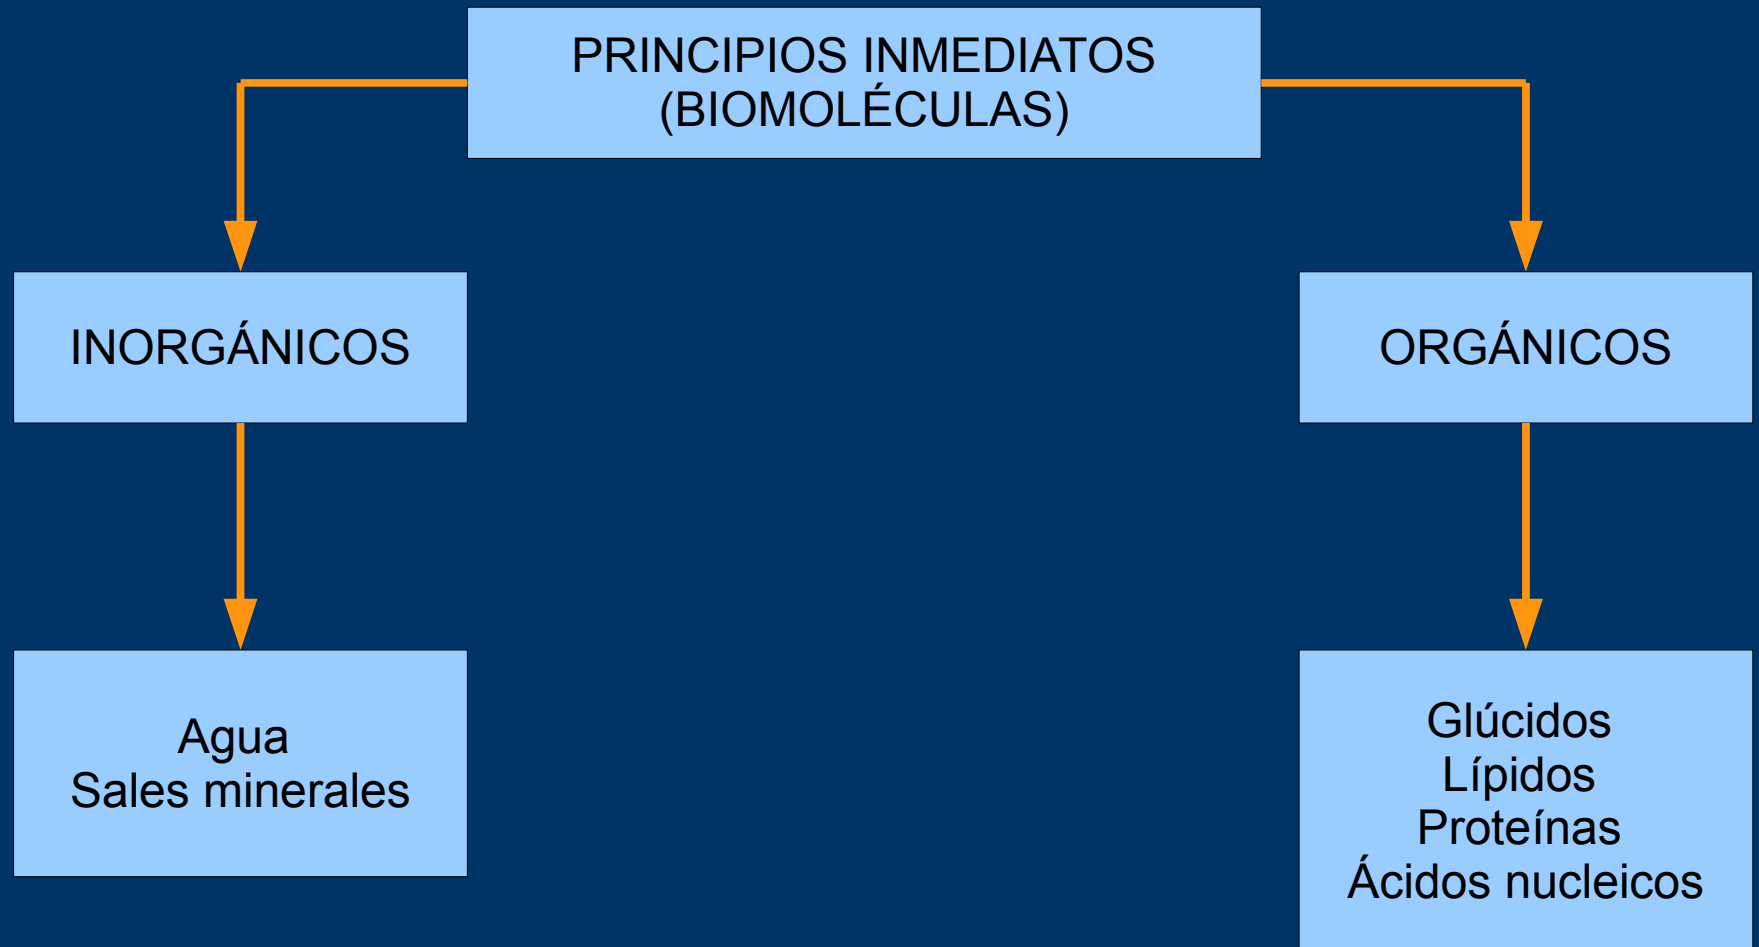 PRINCIPIOS INMEDIATOS
(BIOMOLÉCULAS)
INORGÁNICOS
ORGÁNICOS
Agua
Sales minerales
Glúcidos
Lípidos
Proteínas
Ácidos nucleicos